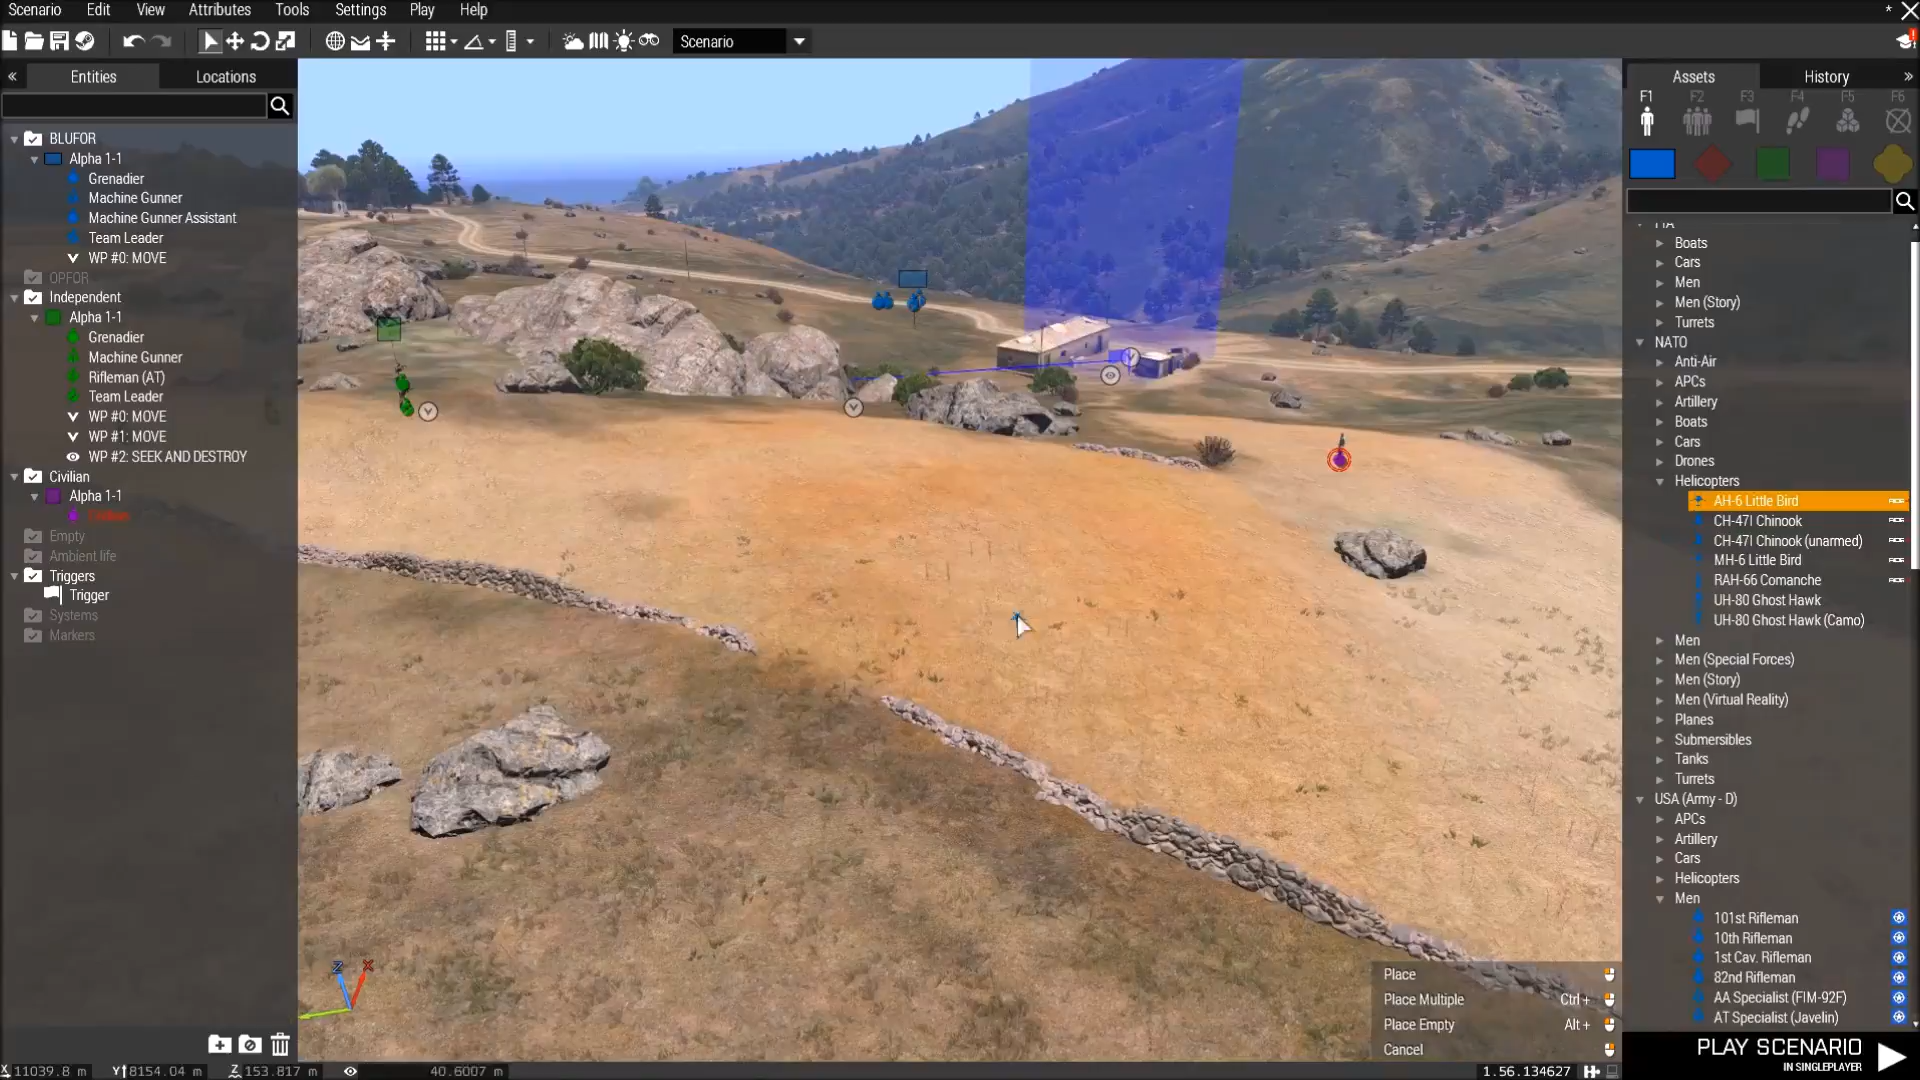 Scenario Edit View Attributes Tools Settings Play Help
*
Scenario
Entities Locations
BLUFOR
Alpha 1-1
Grenadier
Machine Gunner
Machine Gunner Assistant
Team Leader
WP #0: MOVE
OPFOR
Independent
Alpha 1-1
Grenadier
Machine Gunner
Rifleman (AT)
Team Leader
WP #0: MOVE
WP #1: MOVE
WP #2: SEEK AND DESTROY
Civilian
Alpha 1-1
Civilian
Empty
Ambient life
Triggers
Trigger
Systems
Markers
Z X
Place
Place Multiple Ctrl +
Place Empty Alt +
Cancel
Assets History
F1 F2 F3 F4 F5 F6
FIA
Boats
Cars
Men
Men (Story)
Turrets
NATO
Anti-Air
APCs
Artillery
Boats
Cars
Drones
Helicopters
AH-6 Little Bird
CH-47I Chinook
CH-47I Chinook (unarmed)
MH-6 Little Bird
RAH-66 Comanche
UH-80 Ghost Hawk
UH-80 Ghost Hawk (Camo)
Men
Men (Special Forces)
Men (Story)
Men (Virtual Reality)
Planes
Submersibles
Tanks
Turrets
USA (Army - D)
APCs
Artillery
Cars
Helicopters
Men
101st Rifleman
10th Rifleman
1st Cav. Rifleman
82nd Rifleman
AA Specialist (FIM-92F)
AT Specialist (Javelin)
PLAY SCENARIO
IN SINGLEPLAYER
X 11039.8 m Y 8154.04 m Z 153.817 m 40.6007 m 1.56.134627